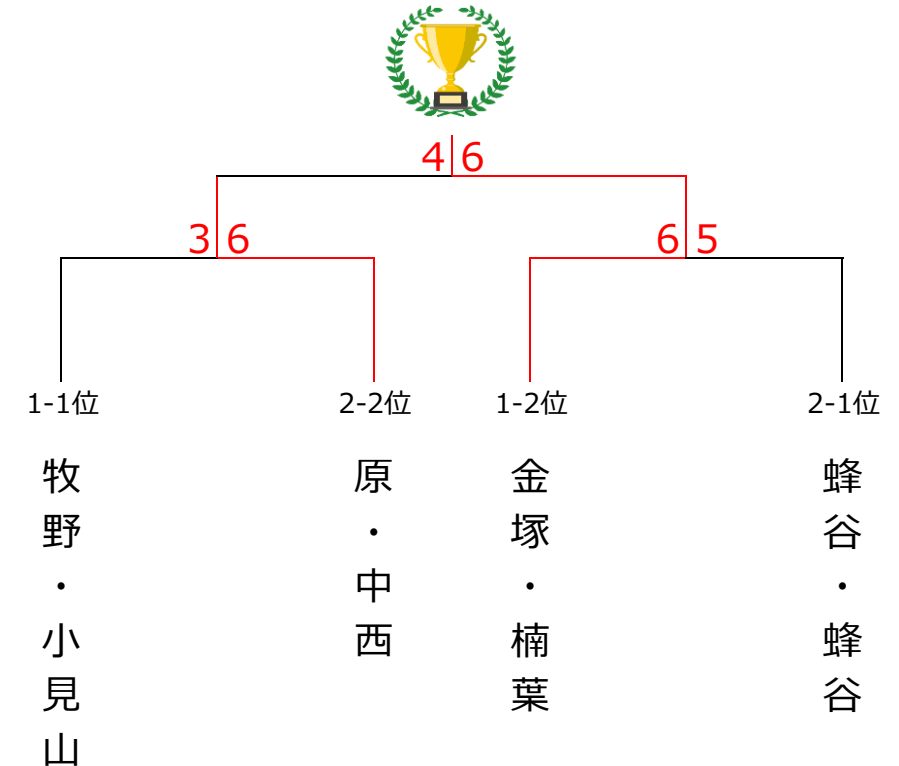 4 6
3 6
6 5
1-1位
2-2位
1-2位
2-1位
牧野・小見山
原・中西
金塚・楠葉
蜂谷・蜂谷